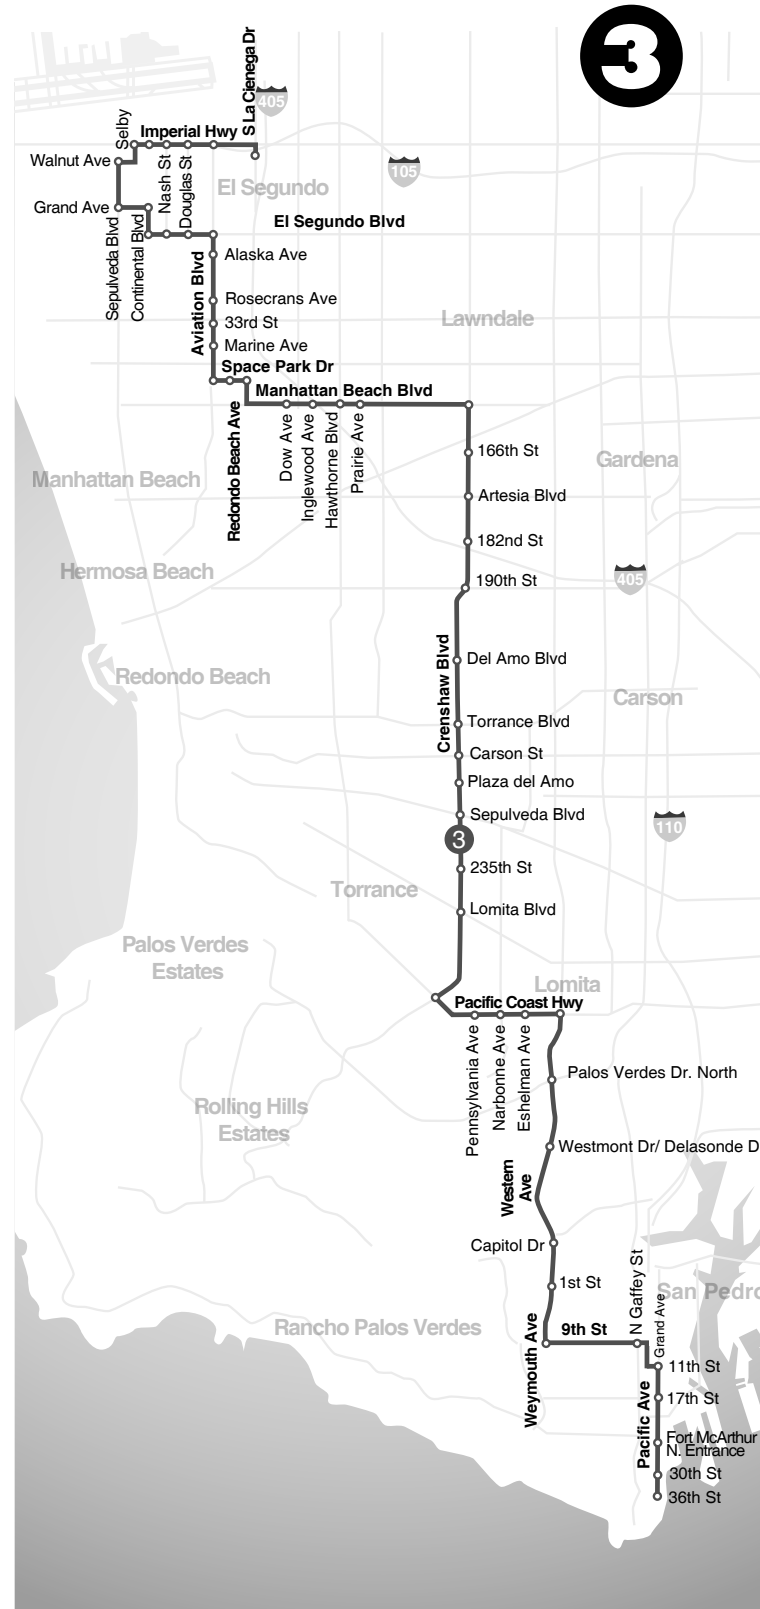 3
S La Cienega Dr
405
Selby
Imperial Hwy
Walnut Ave
Nash St
Douglas St
105
El Segundo
Grand Ave
Sepulveda Blvd
Continental Blvd
El Segundo Blvd
Aviation Blvd
Alaska Ave
Rosecrans Ave
33rd St
Lawndale
Marine Ave
Space Park Dr
Manhattan Beach Blvd
Redondo Beach Ave
Dow Ave
Inglewood Ave
Hawthorne Blvd
Prairie Ave
166th St
Gardena
Manhattan Beach
Artesia Blvd
182nd St
Hermosa Beach
190th St
405
Crenshaw Blvd
Del Amo Blvd
Redondo Beach
Carson
Torrance Blvd
Carson St
Plaza del Amo
Sepulveda Blvd
110
3
235th St
Torrance
Lomita Blvd
Palos Verdes
Estates
Lomita
Pacific Coast Hwy
Pennsylvania Ave
Narbonne Ave
Eshelman Ave
Palos Verdes Dr. North
Rolling Hills
Estates
Westmont Dr/ Delasonde D
Western
Ave
Capitol Dr
N Gaffey St
1st St
San Pedro
Grand Ave
Rancho Palos Verdes
Weymouth Ave
9th St
11th St
Pacific Ave
17th St
Fort McArthur
N. Entrance
30th St
36th St